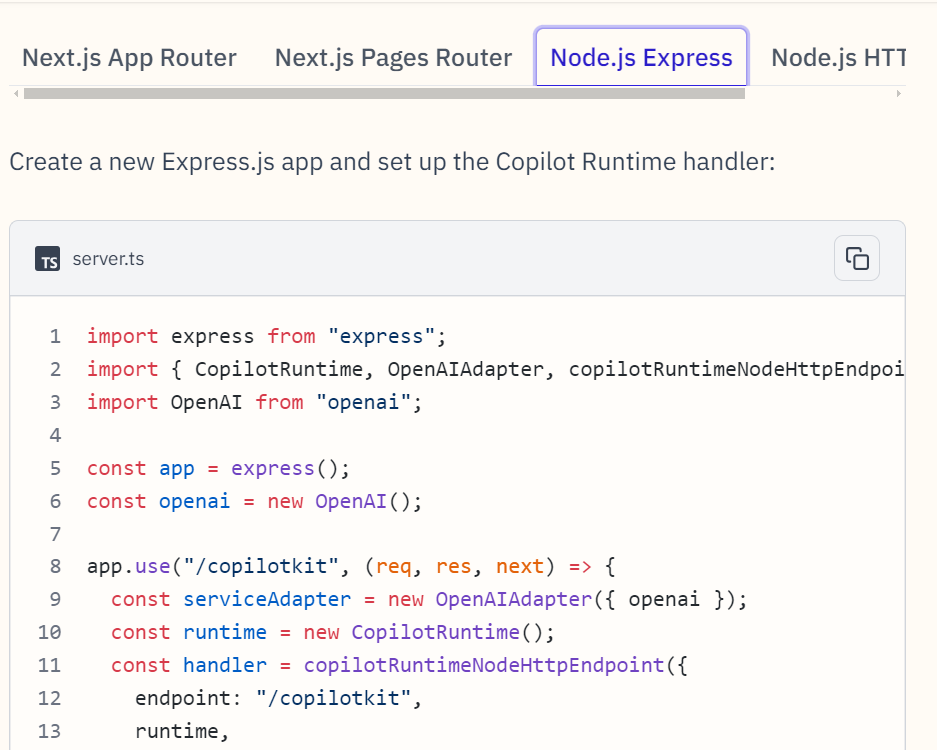 Next.js App Router Next.js Pages Router Node.js Express Node.js HTT
Create a new Express.js app and set up the Copilot Runtime handler:
TS server.ts
1 import express from "express";
2 import { CopilotRuntime, OpenAIAdapter, copilotRuntimeNodeHttpEndpoi
3 import OpenAI from "openai";
4
5 const app = express();
6 const openai = new OpenAI();
7
8 app.use("/copilotkit", (req, res, next) => {
9 const serviceAdapter = new OpenAIAdapter({ openai });
10 const runtime = new CopilotRuntime();
11 const handler = copilotRuntimeNodeHttpEndpoint({
12 endpoint: "/copilotkit",
13 runtime,